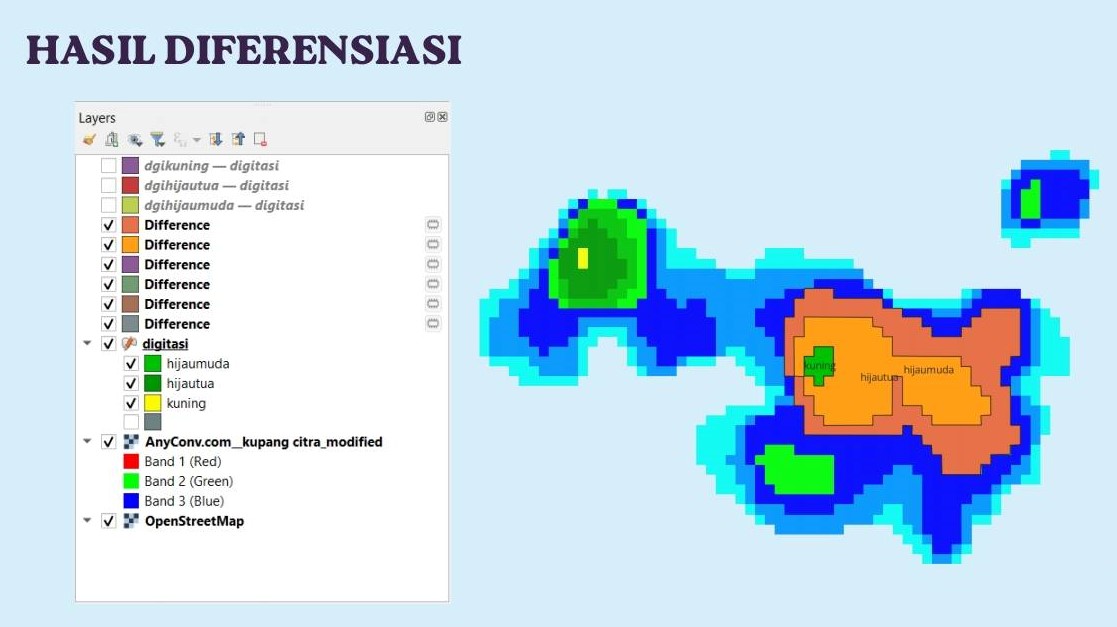 HASIL DIFERENSIASI
Layers
dgikuning — digitasi
dgihijautua — digitasi
dgihijaumuda — digitasi
Difference
Difference
Difference
Difference
Difference
Difference
digitasi
hijaumuda
hijautua
kuning
AnyConv.com__kupang citra_modified
Band 1 (Red)
Band 2 (Green)
Band 3 (Blue)
OpenStreetMap
kuning
hijautua
hijaumuda